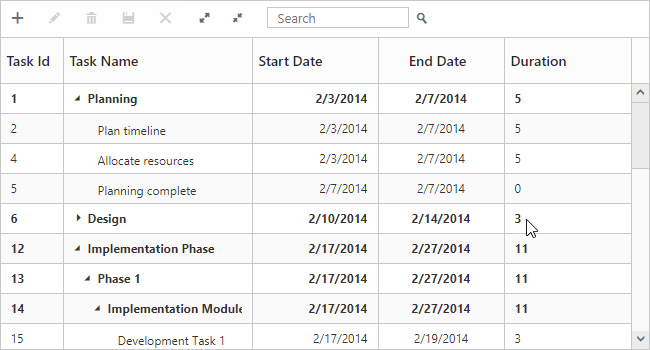 Search
Task Id Task Name Start Date End Date Duration
1 Planning 2/3/2014 2/7/2014 5
2 Plan timeline 2/3/2014 2/7/2014 5
4 Allocate resources 2/3/2014 2/7/2014 5
5 Planning complete 2/7/2014 2/7/2014 0
6 Design 2/10/2014 2/14/2014 3
12 Implementation Phase 2/17/2014 2/27/2014 11
13 Phase 1 2/17/2014 2/27/2014 11
14 Implementation Module 2/17/2014 2/27/2014 11
15 Development Task 1 2/17/2014 2/19/2014 3